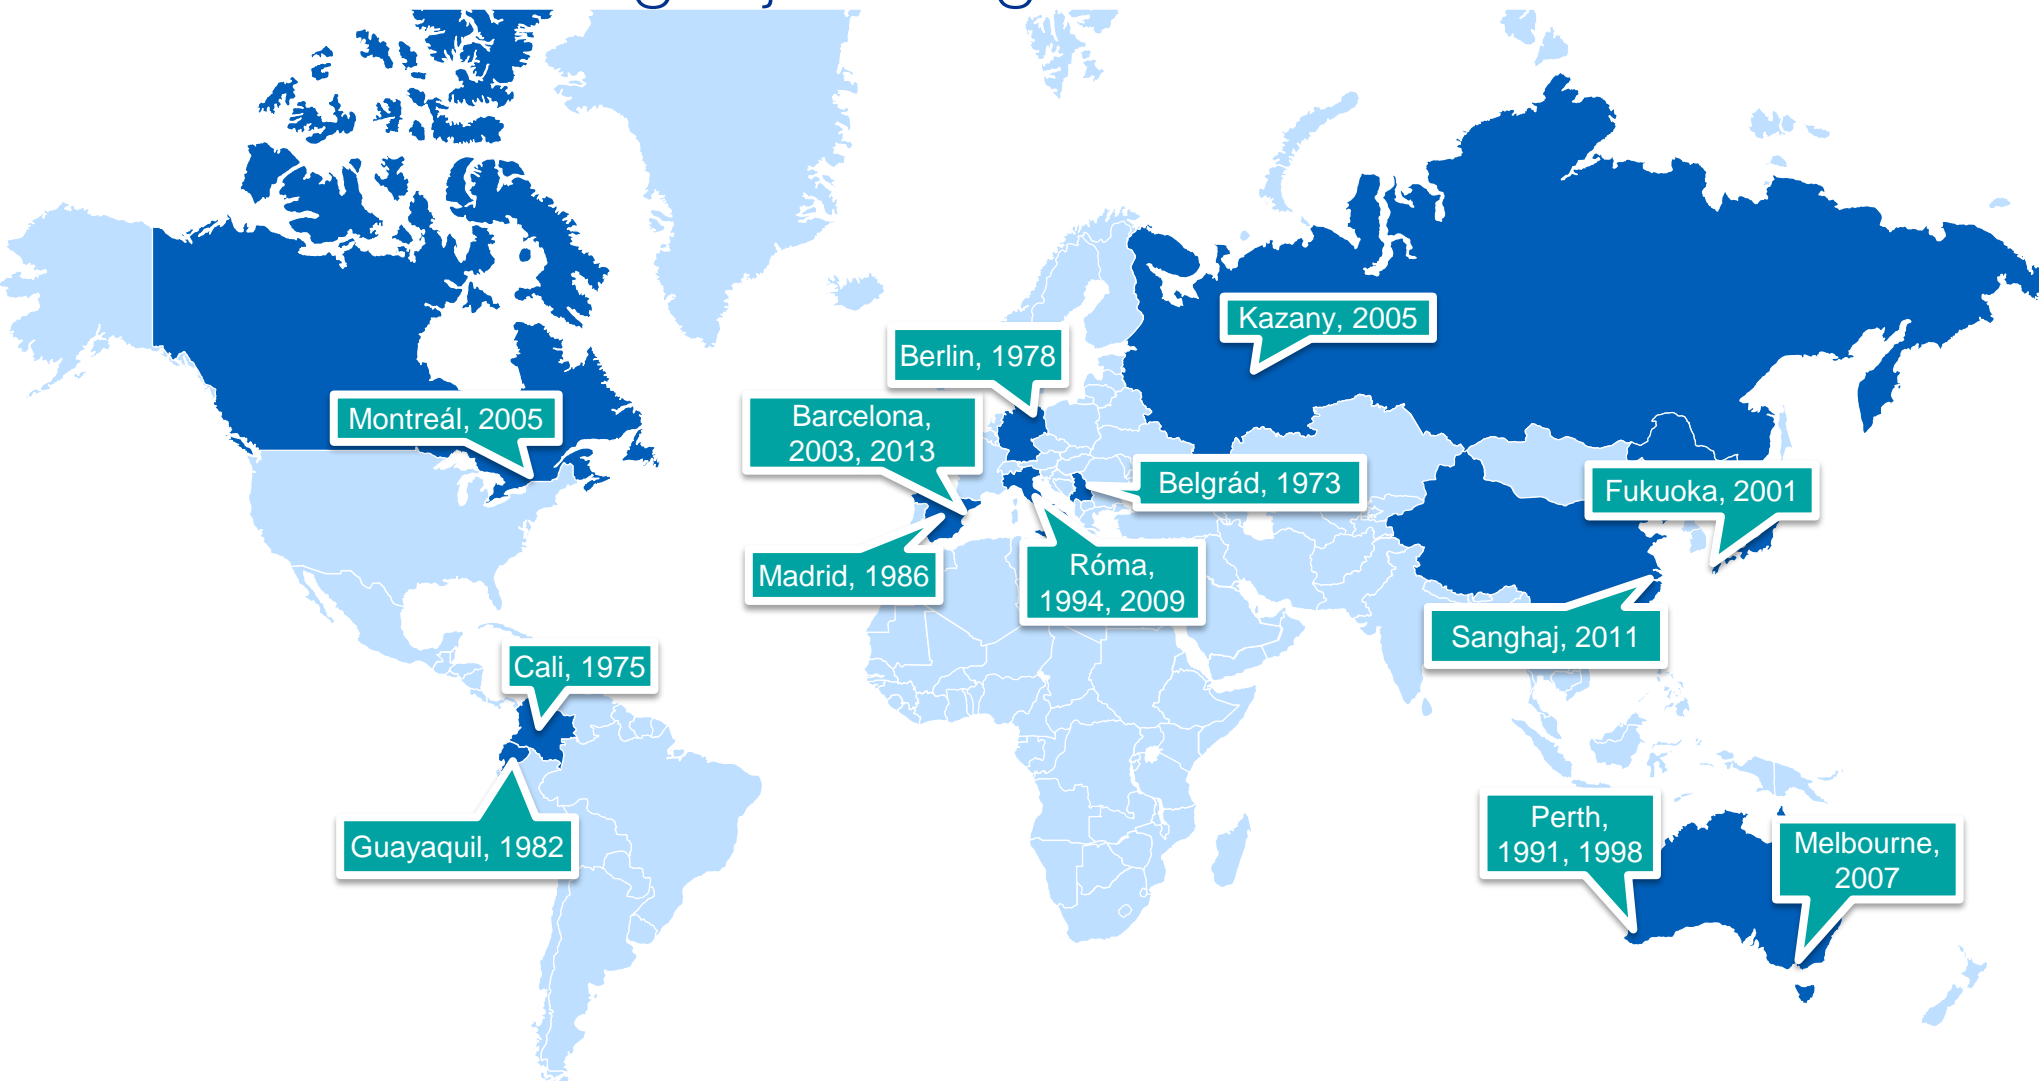 Kazany, 2005
Berlin, 1978
Montreál, 2005
Barcelona,
2003, 2013
Belgrád, 1973
Fukuoka, 2001
Madrid, 1986
Róma,
1994, 2009
Sanghaj, 2011
Cali, 1975
Guayaquil, 1982
Perth,
1991, 1998
Melbourne,
2007